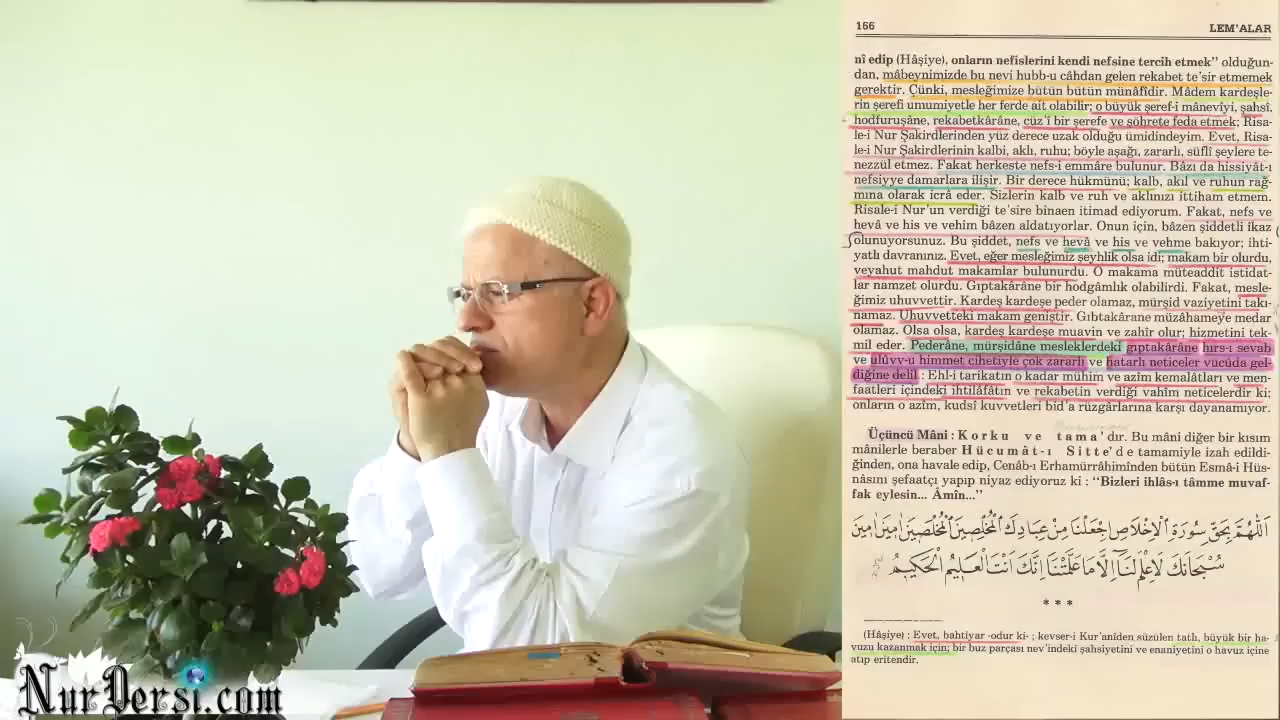 166
LEM'ALAR
nî edip (Hâşiye), onların nefislerini kendi nefsine tercih etmek" olduğun-
dan, mâbeynimizde bu nevi hubb-u câhdan gelen rekabet te'sir etmemek
gerektir. Çünki, mesleğimize bütün bütün münâfîdir. Mâdem kardeşle-
rin şerefi umumiyetle her ferde ait olabilir; o büyük şeref-i mâneviyi, şahsî,
hodfuruşâne, rekabetkârâne, cüz'î bir şerefe ve şöhrete feda etmek; Risa-
le-i Nur Şakirdlerinden yüz derece uzak olduğu ümidindeyim. Evet, Risa-
le-i Nur Şakirdlerinin kalbi, aklı, ruhu; böyle aşağı, zararlı, süflî şeylere te-
nezzül etmez. Fakat herkeste nefs-i emmâre bulunur. Bâzı da hissiyât-ı
nefsiyye damarlara ilişir. Bir derece hükmünü; kalb, akıl ve ruhun rağ-
mına olarak icrâ eder. Sizlerin kalb ve ruh ve aklınızı ittiham etmem.
Risale-i Nur'un verdiği te'sire binaen itimad ediyorum. Fakat, nefs ve
hevâ ve his ve vehim bâzen aldatıyorlar. Onun için, bâzen şiddetli ikaz
olunuyorsunuz. Bu şiddet, nefs ve hevâ ve his ve vehme bakıyor; ihti-
yatlı davranınız. Evet, eğer mesleğimiz şeyhlik olsa idi; makam bir olurdu,
veyahut mahdut makamlar bulunurdu. O makama müteaddit istidat-
lar namzet olurdu. Gıptakârâne bir hodgâmlık olabilirdi. Fakat, mesle-
ğimiz uhuvvettir. Kardeş kardeşe peder olamaz, mürşid vaziyetini takı-
namaz. Uhuvvetteki makam geniştir. Gıbtakârane müzâhameye medar
olamaz. Olsa olsa, kardeş kardeşe muavin ve zahîr olur; hizmetini tek-
mil eder. Pederâne, mürşidâne mesleklerdeki gıptakârâne hırs-ı sevab
ve ulüvv-u himmet cihetiyle çok zararlı ve hatarlı neticeler vücuda gel-
diğine delil : Ehl-i tarikatın o kadar mühim ve azîm kemalâtları ve men-
faatleri içindeki ihtilâfâtın ve rekabetin verdiği vahîm neticelerdir ki;
onların o azîm, kudsî kuvvetleri bid'a rüzgârlarına karşı dayanamıyor.
Üçüncü Mâni : Korku ve tama' dır. Bu mâni diğer bir kısım
mânilerle beraber Hücumât-ı Sitte' de tamamiyle izah edildi-
ğinden, ona havale edip, Cenâb-ı Erhamürrâhimînden bütün Esmâ-i Hüs-
nâsını şefaatçı yapıp niyaz ediyoruz ki : "Bizleri ihlâs-ı tâmme muvaf-
fak eylesin... Âmîn..."
اَللّٰهُمَّ بِحَقِّ سُورَةِ الْاِخْلَاصِ اِجْعَلْنَا مِنْ عِبَادِكَ الْمُخْلِصِينَ الْمُخْلَصِينَ اٰمِينَ اٰمِينَ
سُبْحَانَكَ لَاعِلْمَ لَنَٓا اِلَّا مَا عَلَّمْتَنَا اِنَّكَ اَنْتَ الْعَلِيمُ الْحَكِيمُ
* * *
(Hâşiye) : Evet, bahtiyar -odur ki- ; kevser-i Kur'anîden süzülen tatlı, büyük bir ha-
vuzu kazanmak için; bir buz parçası nev'indeki şahsiyetini ve enaniyetini o havuz içine
atıp eritendir.
NurDersi.com